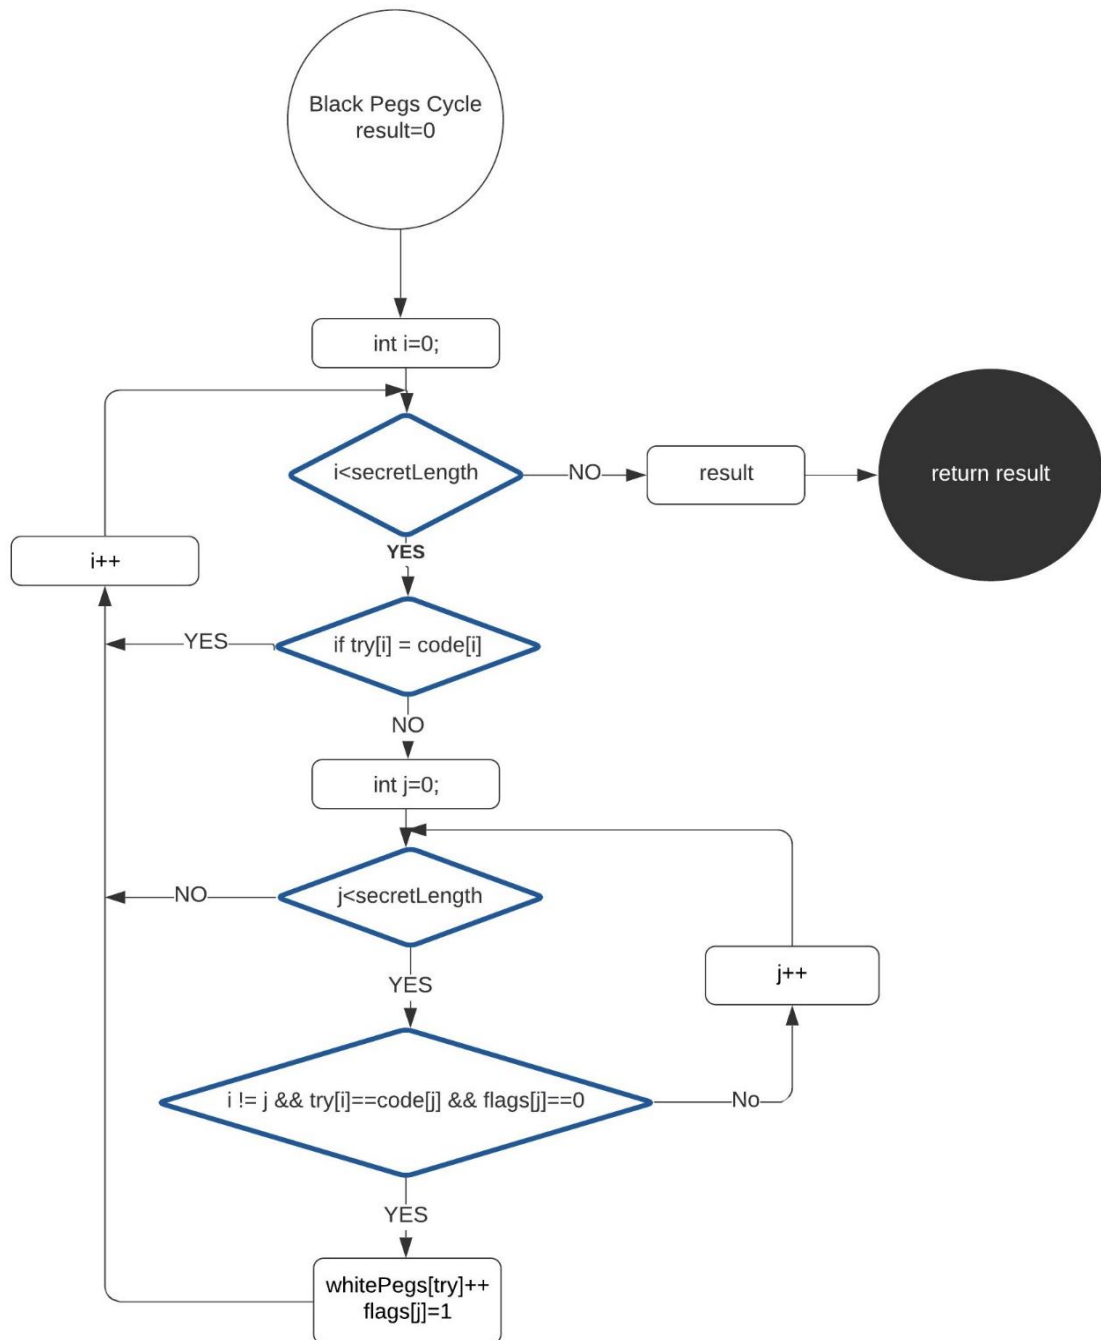 Black Pegs Cycle
result=0
int i=0;
i<secretLength
NO
result
return result
YES
i++
YES
if try[i] = code[i]
NO
int j=0;
j<secretLength
NO
YES
j++
i != j && try[i]==code[j] && flags[j]==0
No
YES
whitePegs[try]++
flags[j]=1